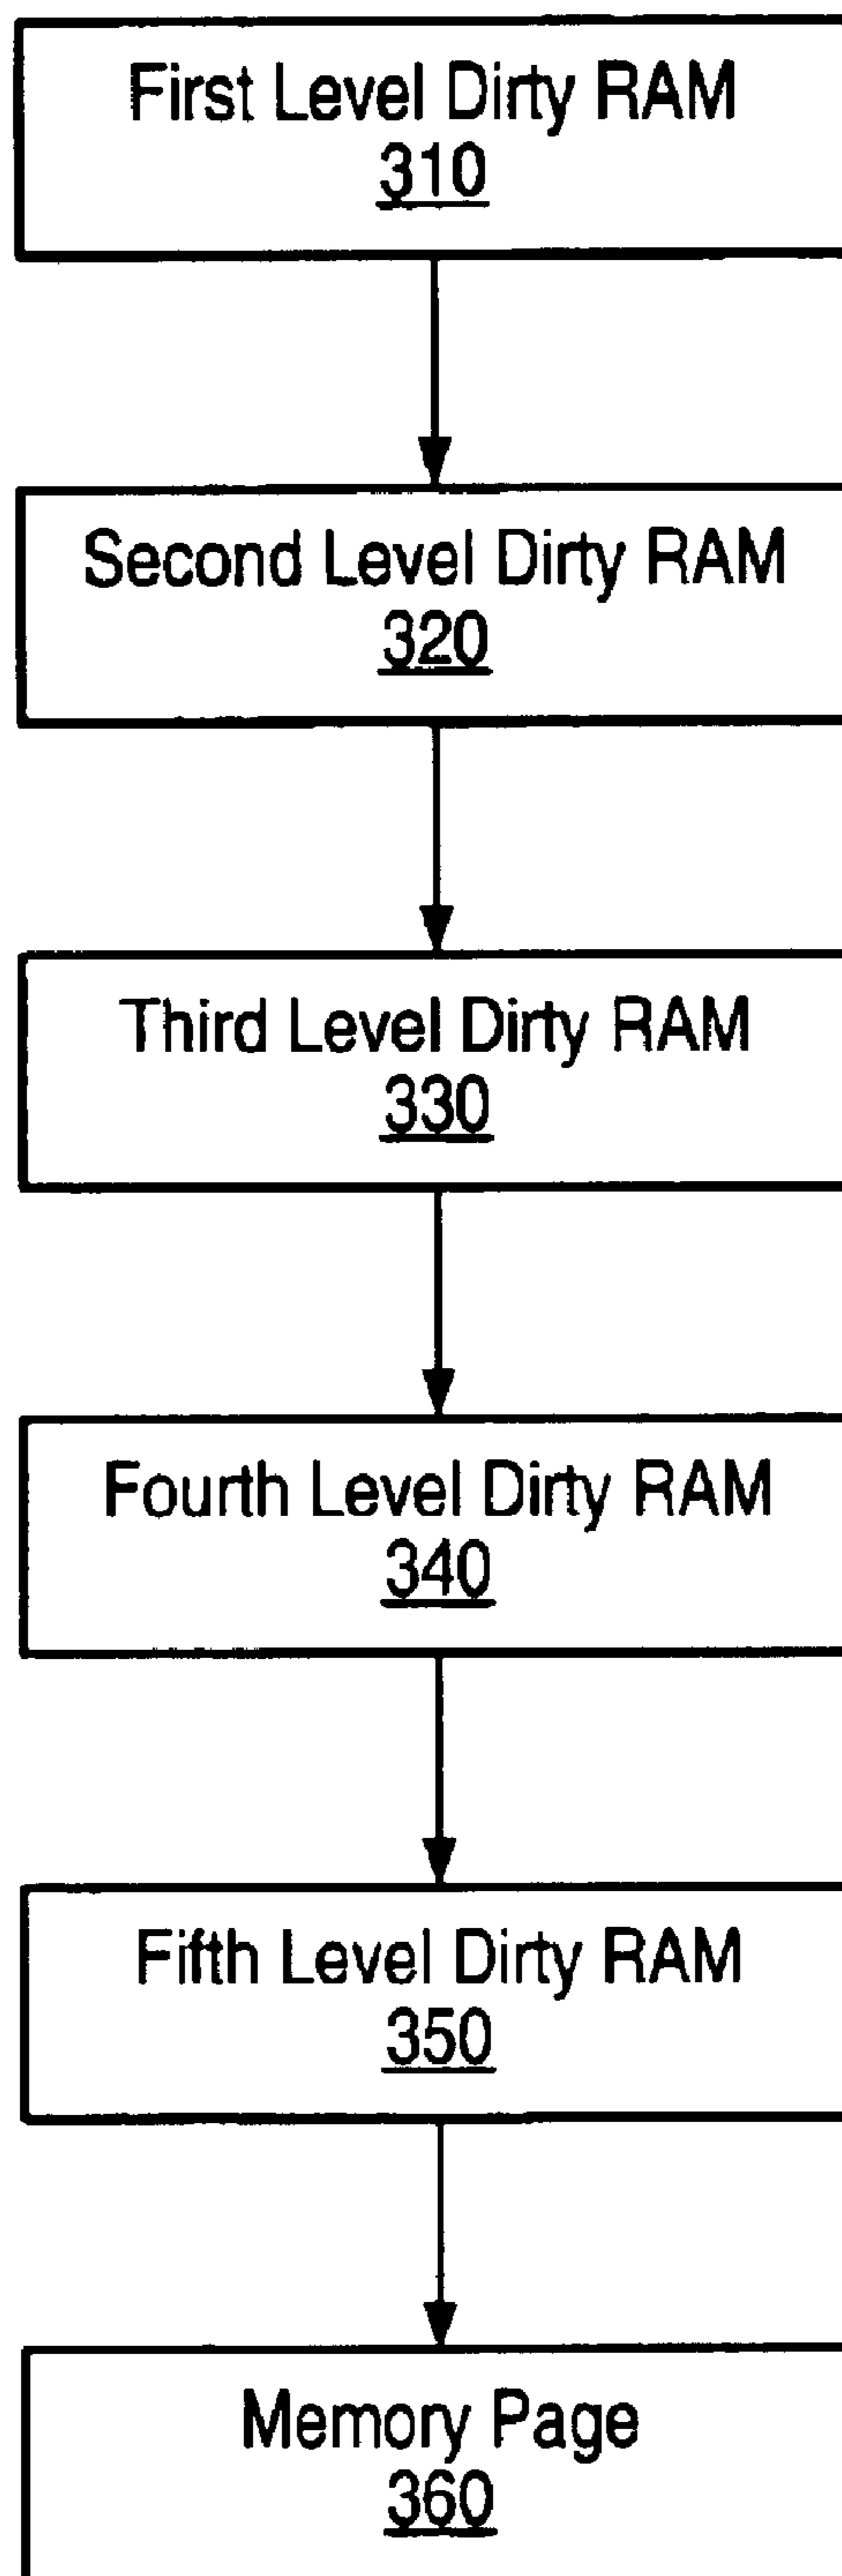 First Level Dirty RAM
310
Second Level Dirty RAM
320
Third Level Dirty RAM
330
Fourth Level Dirty RAM
340
Fifth Level Dirty RAM
350
Memory Page
360